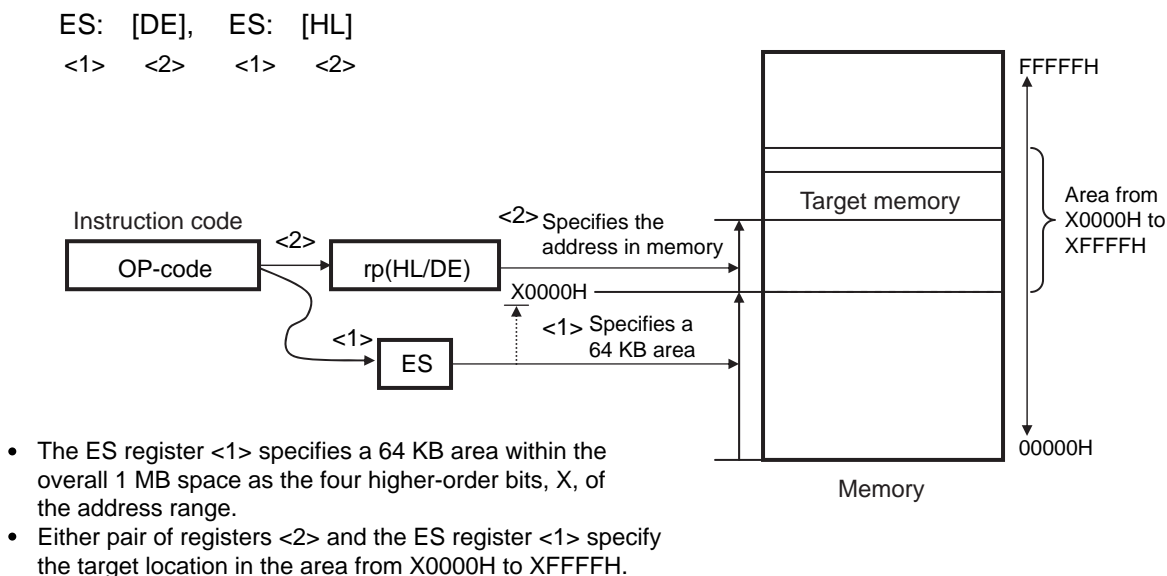 ES: [DE], ES: [HL]
<1> <2> <1> <2>
FFFFFH
Target memory
Area from
X0000H to
XFFFFH
Instruction code
OP-code
<2>
rp(HL/DE)
<2> Specifies the
address in memory
X0000H
<1>
ES
<1> Specifies a
64 KB area
00000H
Memory
• The ES register <1> specifies a 64 KB area within the
overall 1 MB space as the four higher-order bits, X, of
the address range.
• Either pair of registers <2> and the ES register <1> specify
the target location in the area from X0000H to XFFFFH.